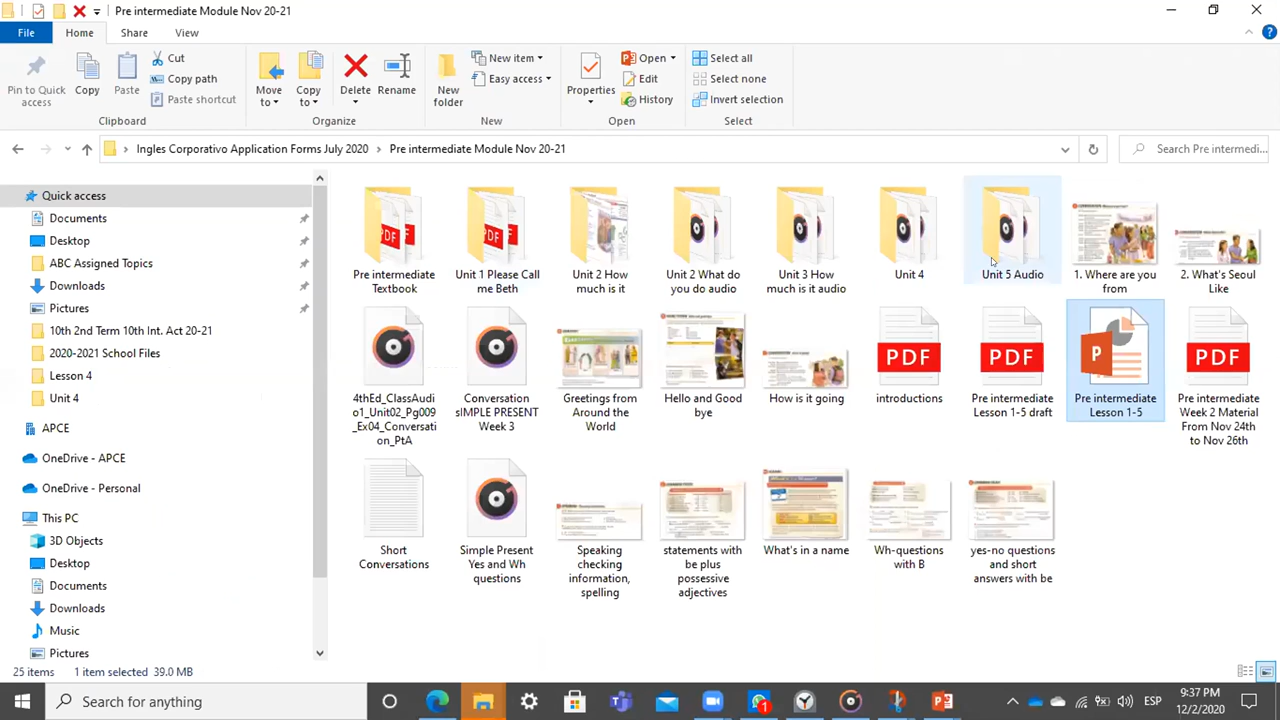 Pre intermediate Module Nov 20-21
File Home Share View
Pin to Quick access
Copy
Paste
Cut
Copy path
Paste shortcut
Clipboard
Move to
Copy to
Delete
Rename
Organize
New folder
New item
Easy access
New
Properties
Open
Edit
History
Open
Select all
Select none
Invert selection
Select
Ingles Corporativo Application Forms July 2020 Pre intermediate Module Nov 20-21
Search Pre intermedi...
Quick access
Documents
Desktop
ABC Assigned Topics
Downloads
Pictures
10th 2nd Term 10th Int. Act 20-21
2020-2021 School Files
Lesson 4
Unit 4
APCE
OneDrive - APCE
OneDrive - Personal
This PC
3D Objects
Desktop
Documents
Downloads
Music
Pictures
PDF
Pre intermediate
Textbook
PDF
Unit 1 Please Call
me Beth
Unit 2 How
much is it
Unit 2 What do
you do audio
Unit 3 How
much is it audio
Unit 4
Unit 5 Audio
1. Where are you
from
2. What's Seoul
Like
4thEd_ClassAudi
o1_Unit02_Pg009
_Ex04_Conversati
on_PtA
Conversation
sIMPLE PRESENT
Week 3
Greetings from
Around the
World
Hello and Good
bye
How is it going
PDF
introductions
PDF
Pre intermediate
Lesson 1-5 draft
P
Pre intermediate
Lesson 1-5
PDF
Pre intermediate
Week 2 Material
From Nov 24th
to Nov 26th
Short
Conversations
Simple Present
Yes and Wh
questions
Speaking
checking
information,
spelling
statements with
be plus
possessive
adjectives
What's in a name
Wh-questions
with B
yes-no questions
and short
answers with be
25 items 1 item selected 39.0 MB
Search for anything
1
ESP
9:37 PM
12/2/2020